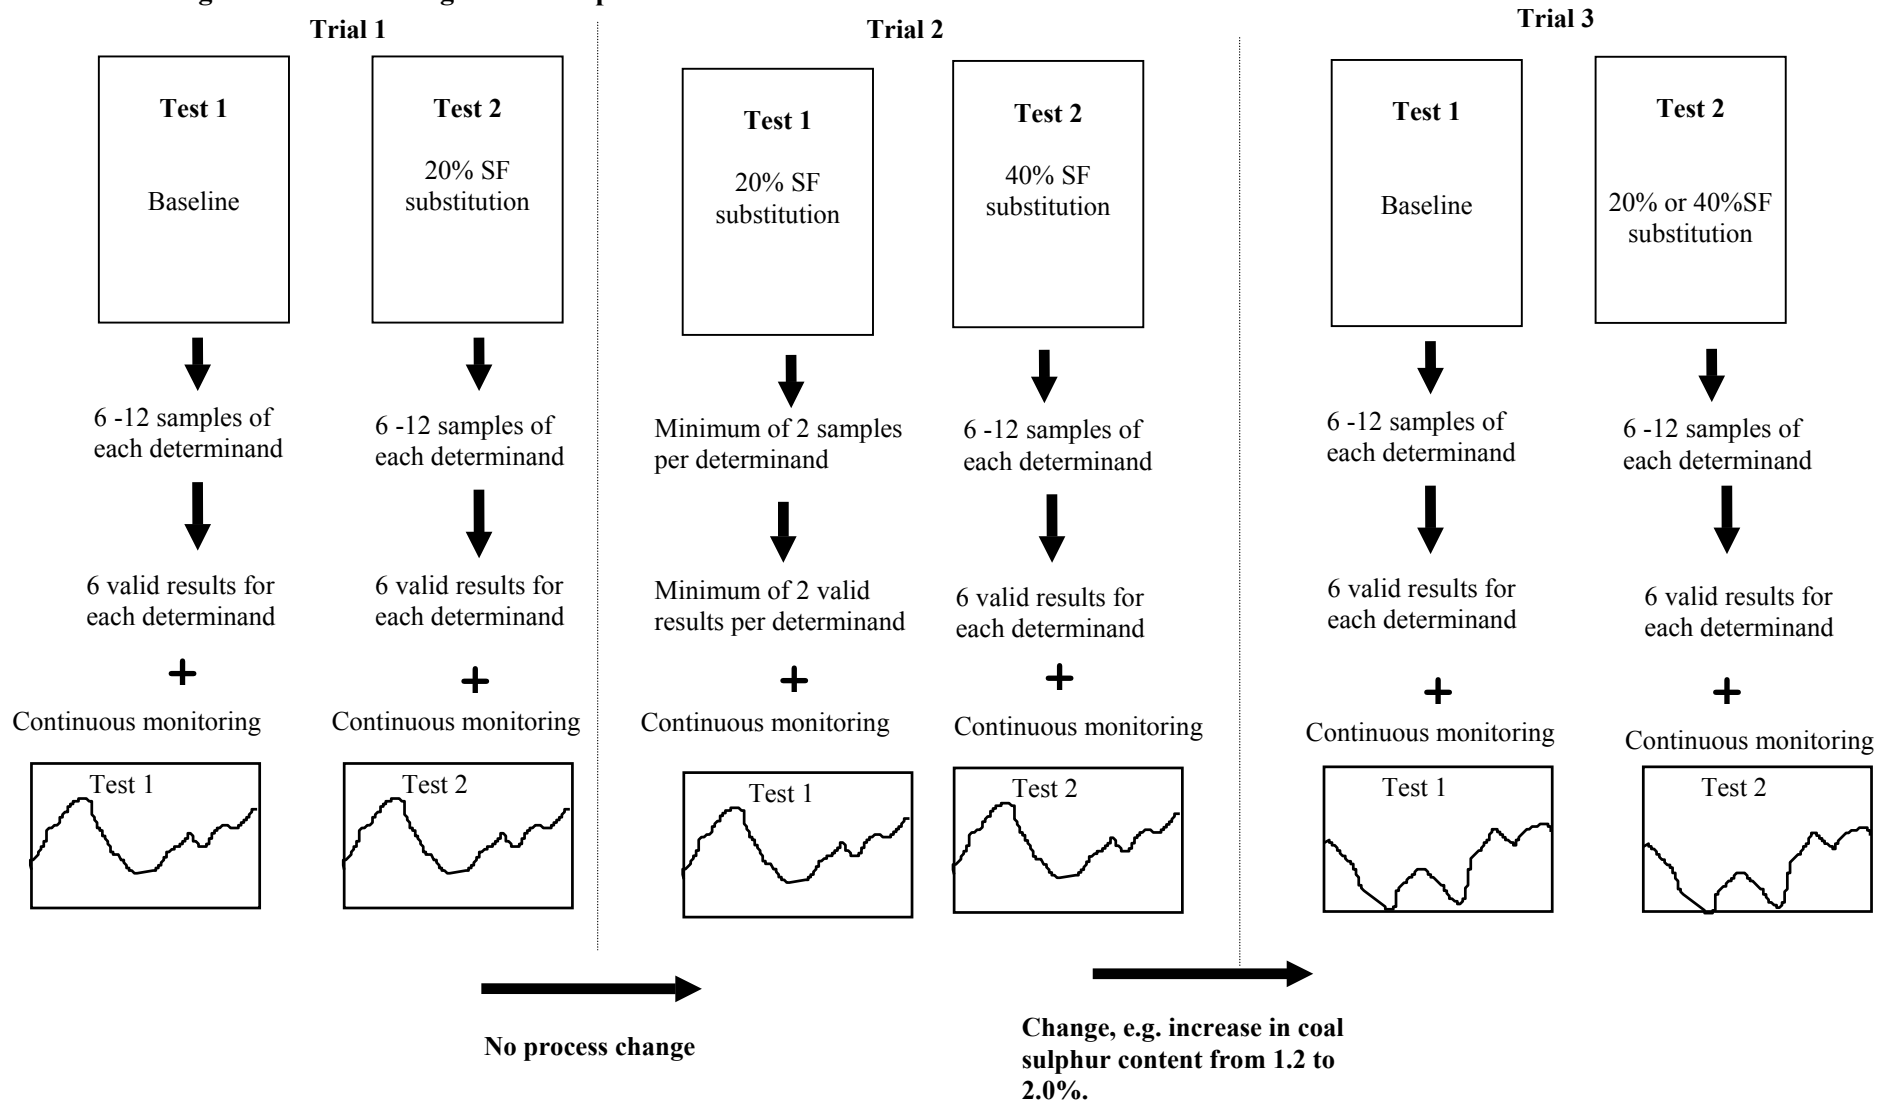 Trial 1
Test 1
Baseline
Test 2
20% SF
substitution
6 -12 samples of
each determinand
6 -12 samples of
each determinand
6 valid results for
each determinand
6 valid results for
each determinand
+
+
Continuous monitoring
Continuous monitoring
Test 1
Test 2
Trial 2
Test 1
20% SF
substitution
Test 2
40% SF
substitution
Minimum of 2 samples
per determinand
6 -12 samples of
each determinand
Minimum of 2 valid
results per determinand
6 valid results for
each determinand
+
+
Continuous monitoring
Continuous monitoring
Test 1
Test 2
Trial 3
Test 1
Baseline
Test 2
20% or 40%SF
substitution
6 -12 samples of
each determinand
6 -12 samples of
each determinand
6 valid results for
each determinand
6 valid results for
each determinand
+
+
Continuous monitoring
Continuous monitoring
Test 1
Test 2
No process change
Change, e.g. increase in coal
sulphur content from 1.2 to
2.0%.